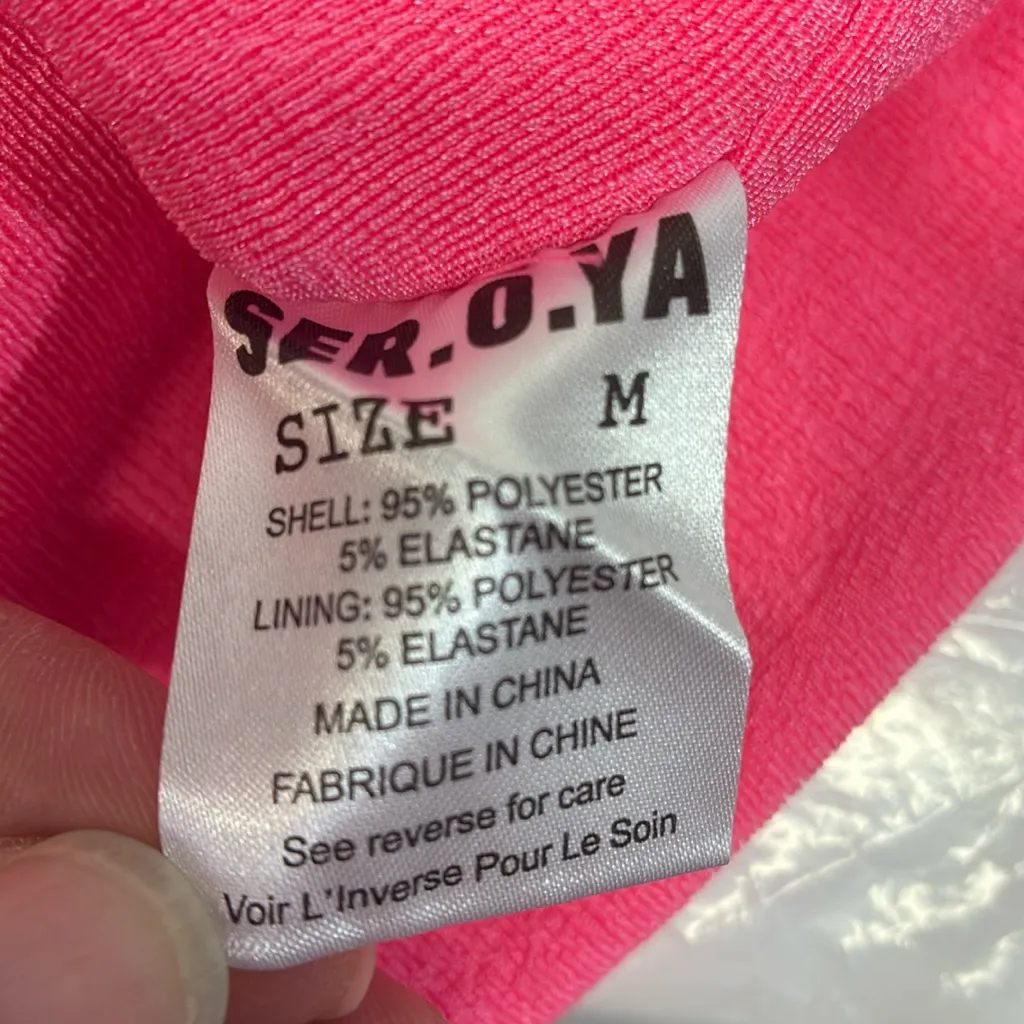 SER.O.YA
SIZE M
SHELL: 95% POLYESTER
5% ELASTANE
LINING: 95% POLYESTER
5% ELASTANE
MADE IN CHINA
FABRIQUE IN CHINE
See reverse for care
Voir L'Inverse Pour Le Soin